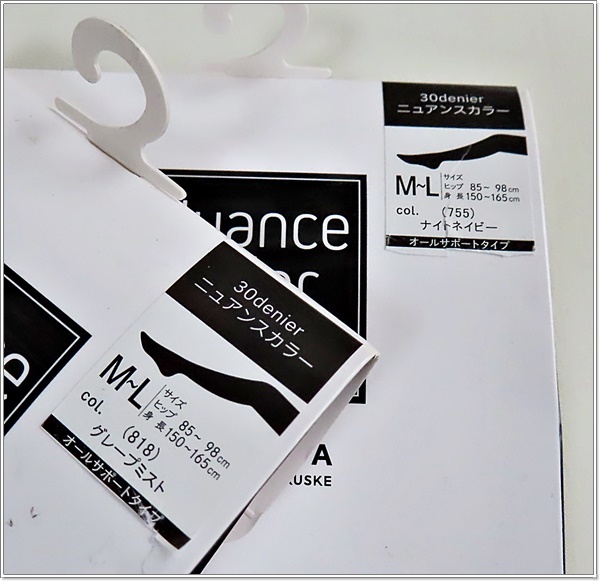 30denier
ニュアンスカラー
M~L
サイズ
ヒップ 85~ 98cm
身 長 150~165cm
col. (755)
ナイトネイビー
オールサポートタイプ
uance
30denier
ニュアンスカラー
M~L
サイズ
ヒップ 85~ 98cm
身 長 150~165cm
col. (818)
グレープミスト
オールサポートタイプ
A
USKE